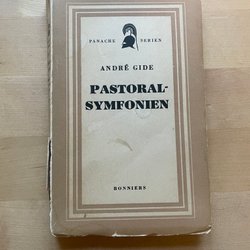 PANACHE SERIEN
ANDRÉ GIDE
PASTORAL-
SYMFONIEN
BONNIERS